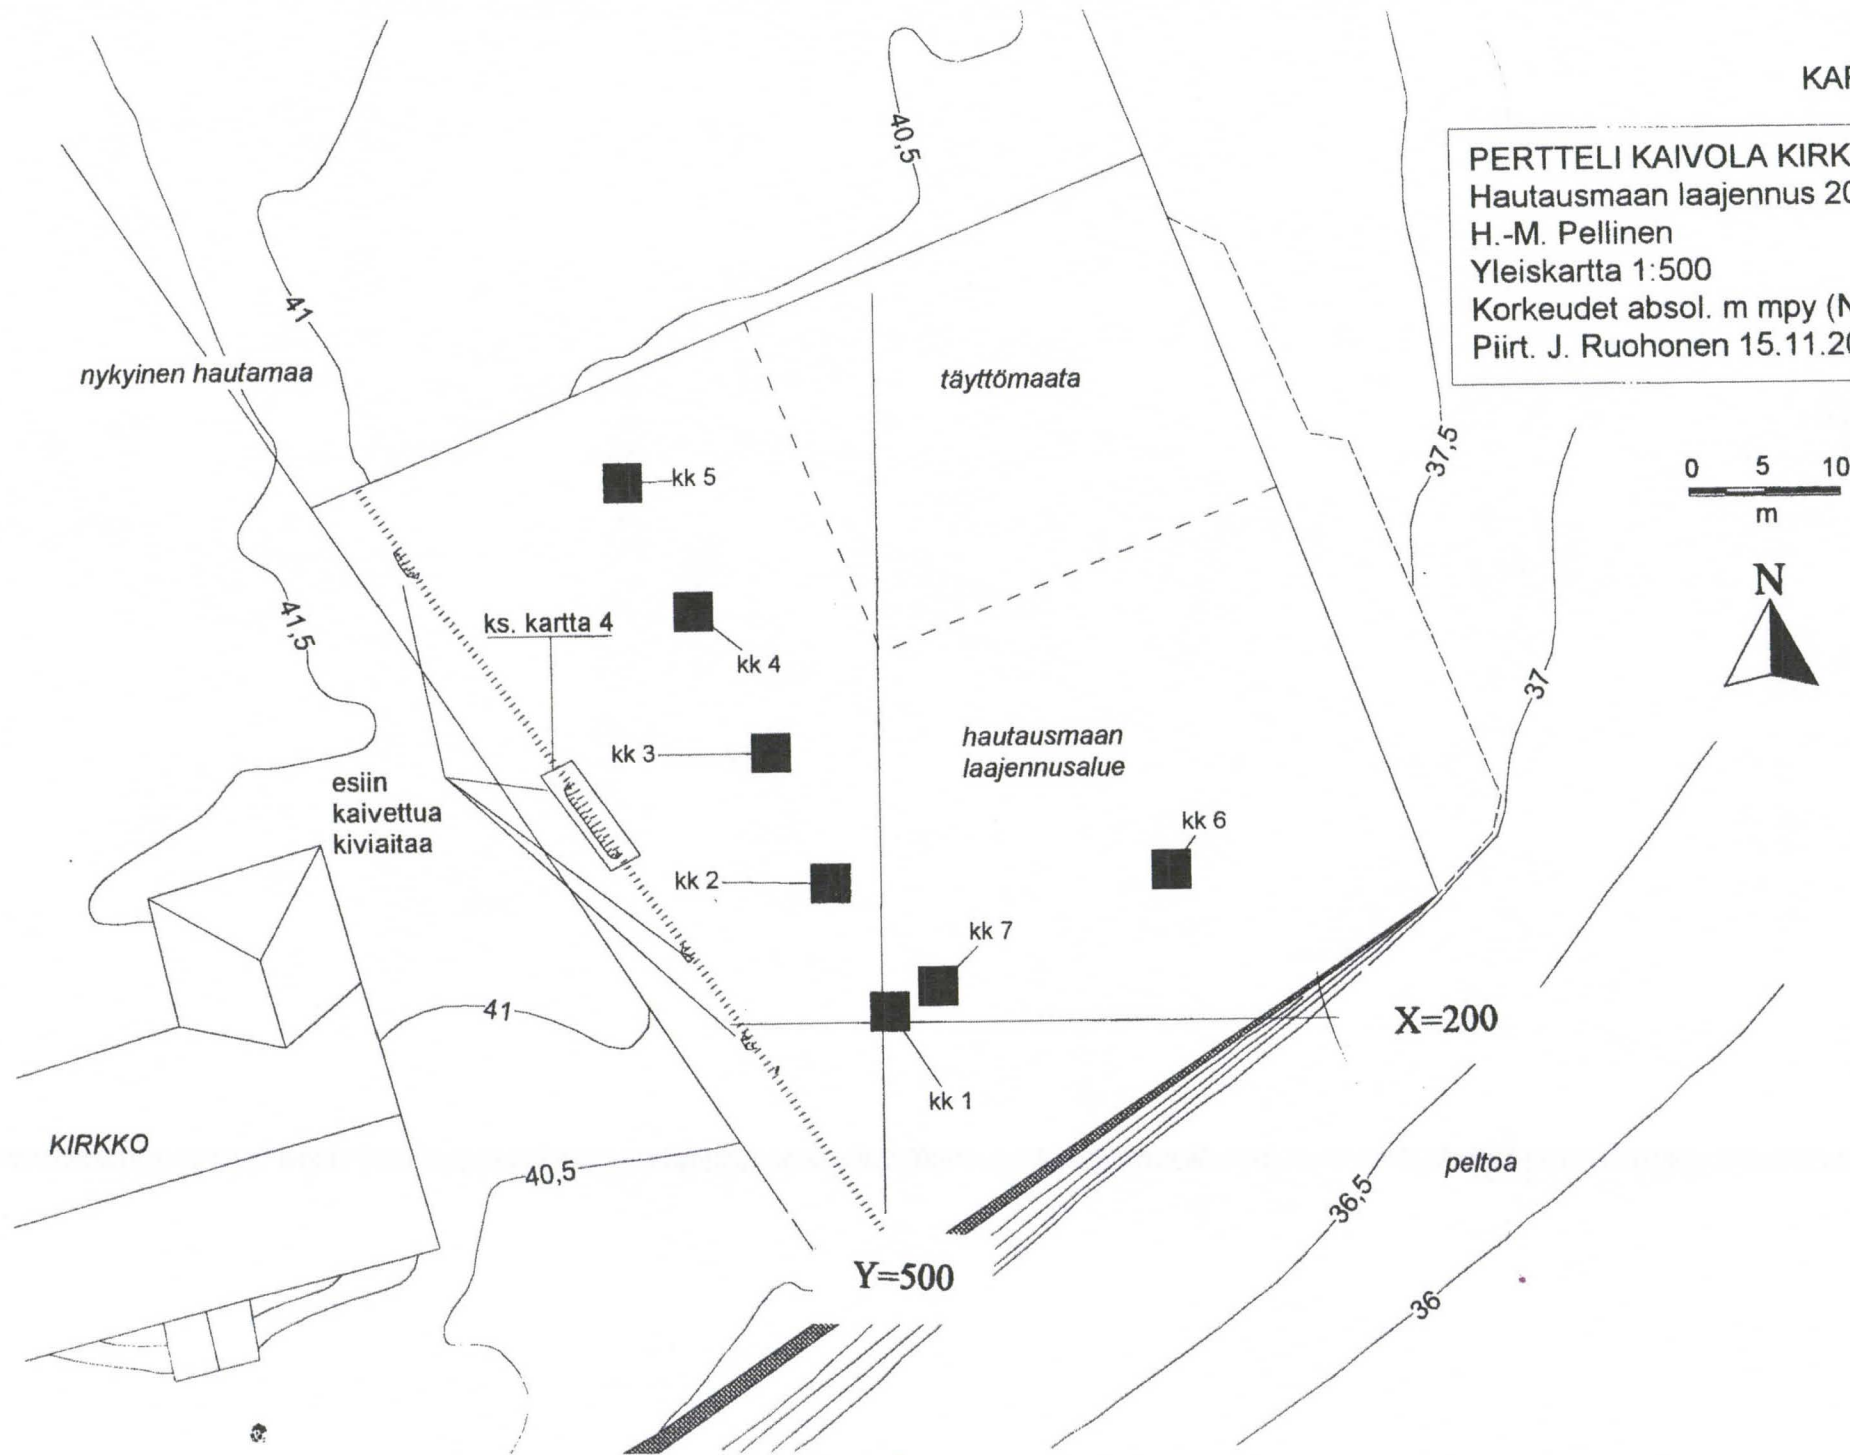 KAR
PERTTELI KAIVOLA KIRK
Hautausmaan laajennus 20
H.-M. Pellinen
Yleiskartta 1:500
Korkeudet absol. m mpy (N
Piirt. J. Ruohonen 15.11.20
40,5
41
nykyinen hautamaa
täyttömaata
37,5
0 5 10
m
N
kk 5
41,5
ks. kartta 4
kk 4
37
kk 3
hautausmaan
laajennusalue
esiin
kaivettua
kiviaitaa
kk 6
kk 2
kk 7
41
X=200
kk 1
KIRKKO
40,5
peltoa
36,5
Y=500
36